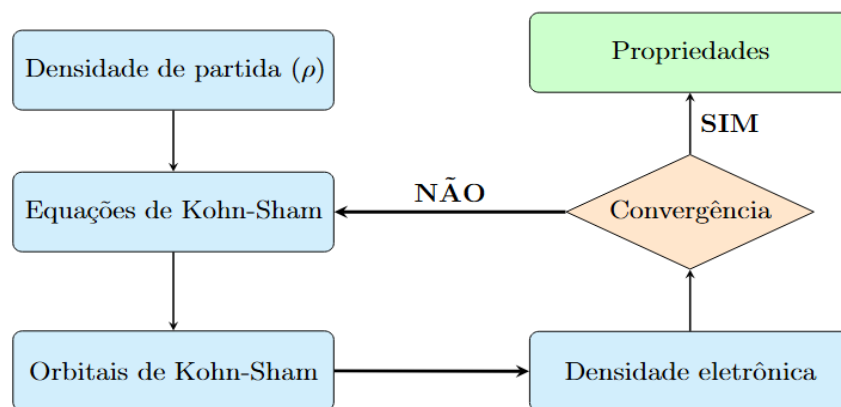 Densidade de partida (ρ)
Propriedades
SIM
NÃO
Equações de Kohn-Sham
Convergência
Orbitais de Kohn-Sham
Densidade eletrônica